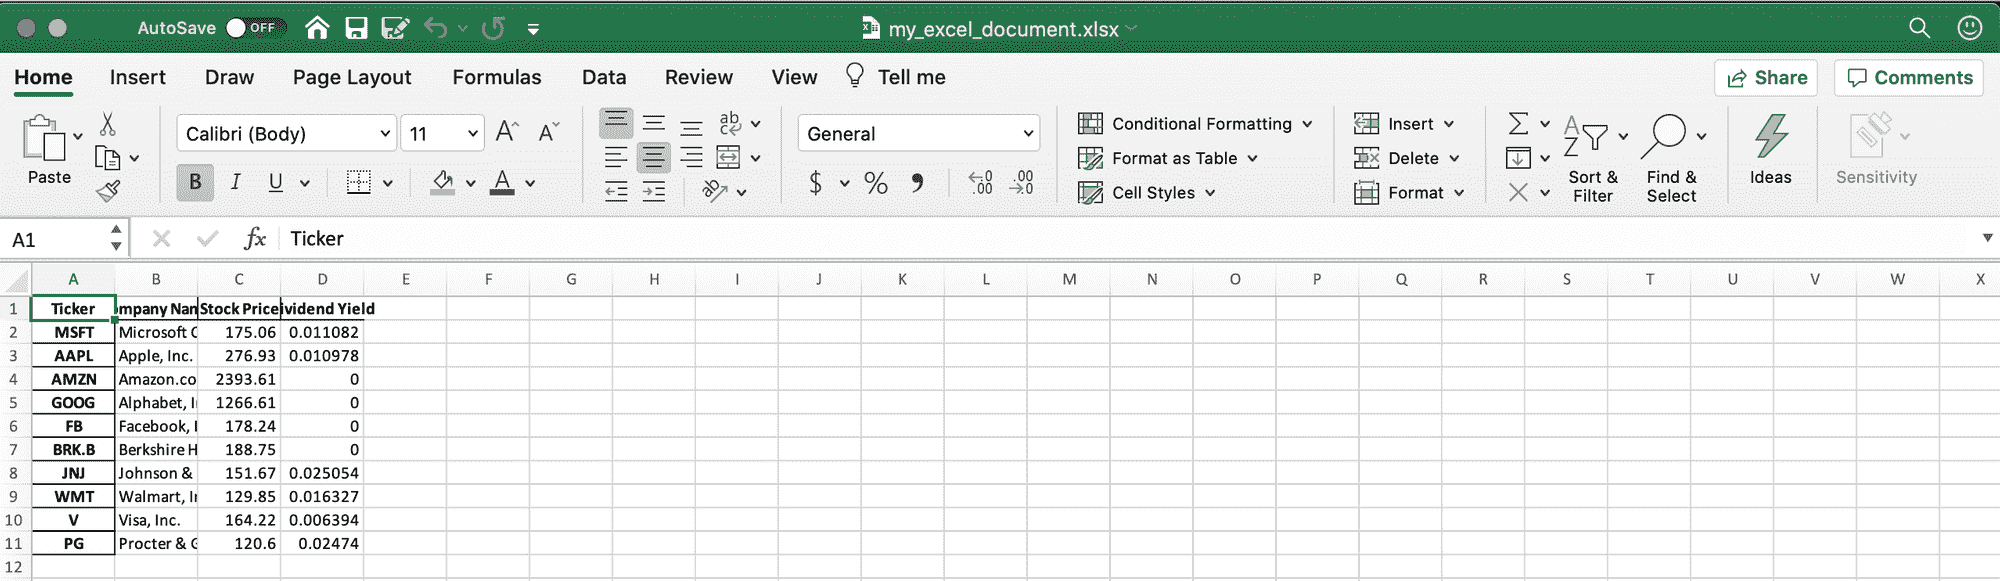 AutoSave OFF my_excel_document.xlsx
Home Insert Draw Page Layout Formulas Data Review View Tell me Share Comments
Paste
Calibri (Body) 11
B I U A
ab
General
$ % 9 .00 .00
Conditional Formatting
Format as Table
Cell Styles
Insert
Delete
Format
Sort &
Filter
Find &
Select
Ideas
Sensitivity
A1 fx Ticker
A B C D E F G H I J K L M N O P Q R S T U V W X
1 Ticker mpany Nan Stock Price ividend Yield
2 MSFT Microsoft C 175.06 0.011082
3 AAPL Apple, Inc. 276.93 0.010978
4 AMZN Amazon.co 2393.61 0
5 GOOG Alphabet, I 1266.61 0
6 FB Facebook, I 178.24 0
7 BRK.B Berkshire H 188.75 0
8 JNJ Johnson & 151.67 0.025054
9 WMT Walmart, I 129.85 0.016327
10 V Visa, Inc. 164.22 0.006394
11 PG Procter & G 120.6 0.02474
12